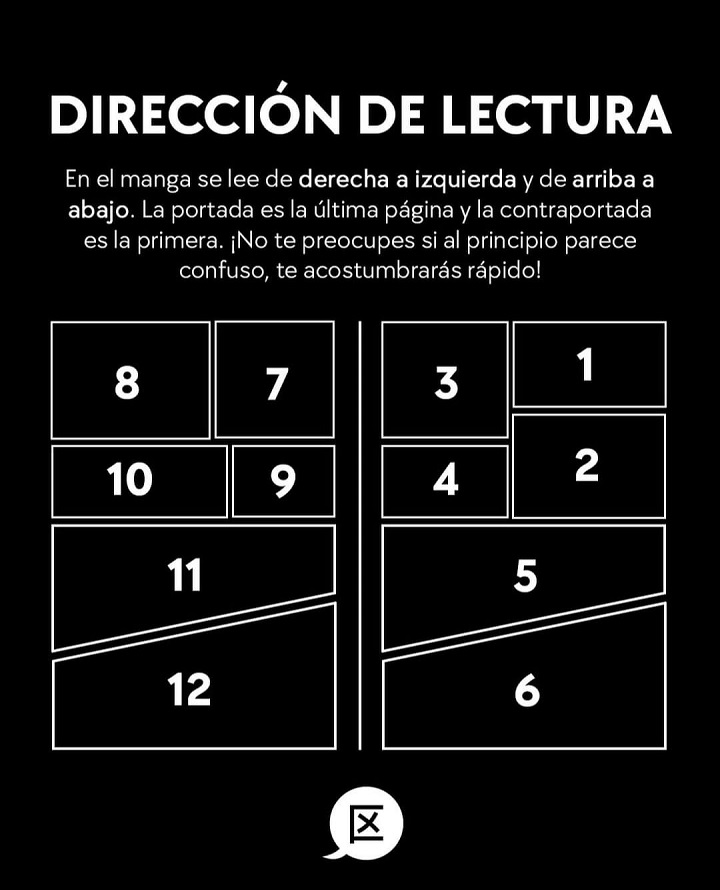 DIRECCIÓN DE LECTURA
En el manga se lee de derecha a izquierda y de arriba a
abajo. La portada es la última página y la contraportada
es la primera. ¡No te preocupes si al principio parece
confuso, te acostumbrarás rápido!
1
2
3
4
5
6
7
8
9
10
11
12